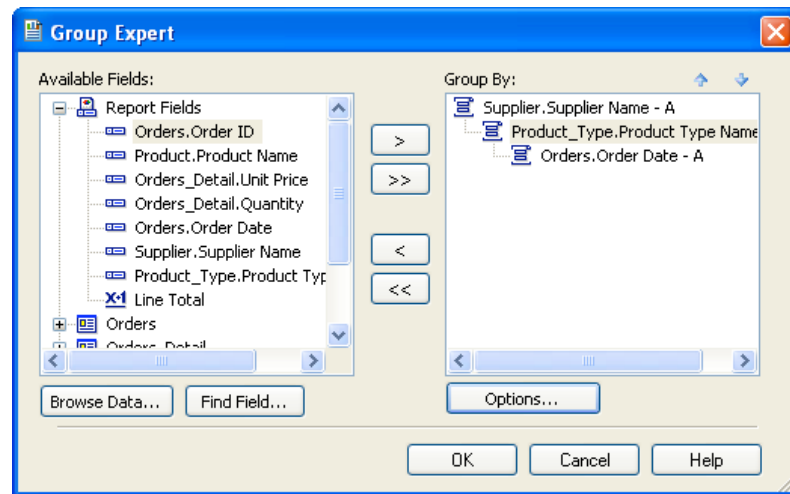 Group Expert
Available Fields:
Report Fields
Orders.Order ID
Product.Product Name
Orders_Detail.Unit Price
Orders_Detail.Quantity
Orders.Order Date
Supplier.Supplier Name
Product_Type.Product Typ
X+1 Line Total
Orders
Orders_Detail
Browse Data...
Find Field...
>
>>
<
<<
Group By:
Supplier.Supplier Name - A
Product_Type.Product Type Name
Orders.Order Date - A
Options...
OK
Cancel
Help